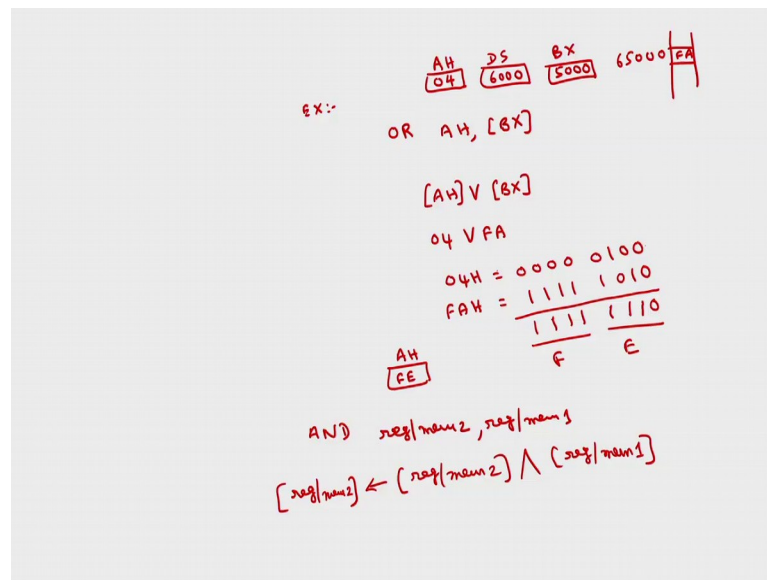 AH DS BX
04 6000 5000 65000 FA
EX:-
OR AH, [BX]
[AH] V [BX]
04 V FA
04H = 0000 0100
FAH = 1111 1010
1111 1110
F E
AH
FE
AND reg/mem2, reg/mem1
[reg/mem2] ← [reg/mem2] ∧ [reg/mem1]